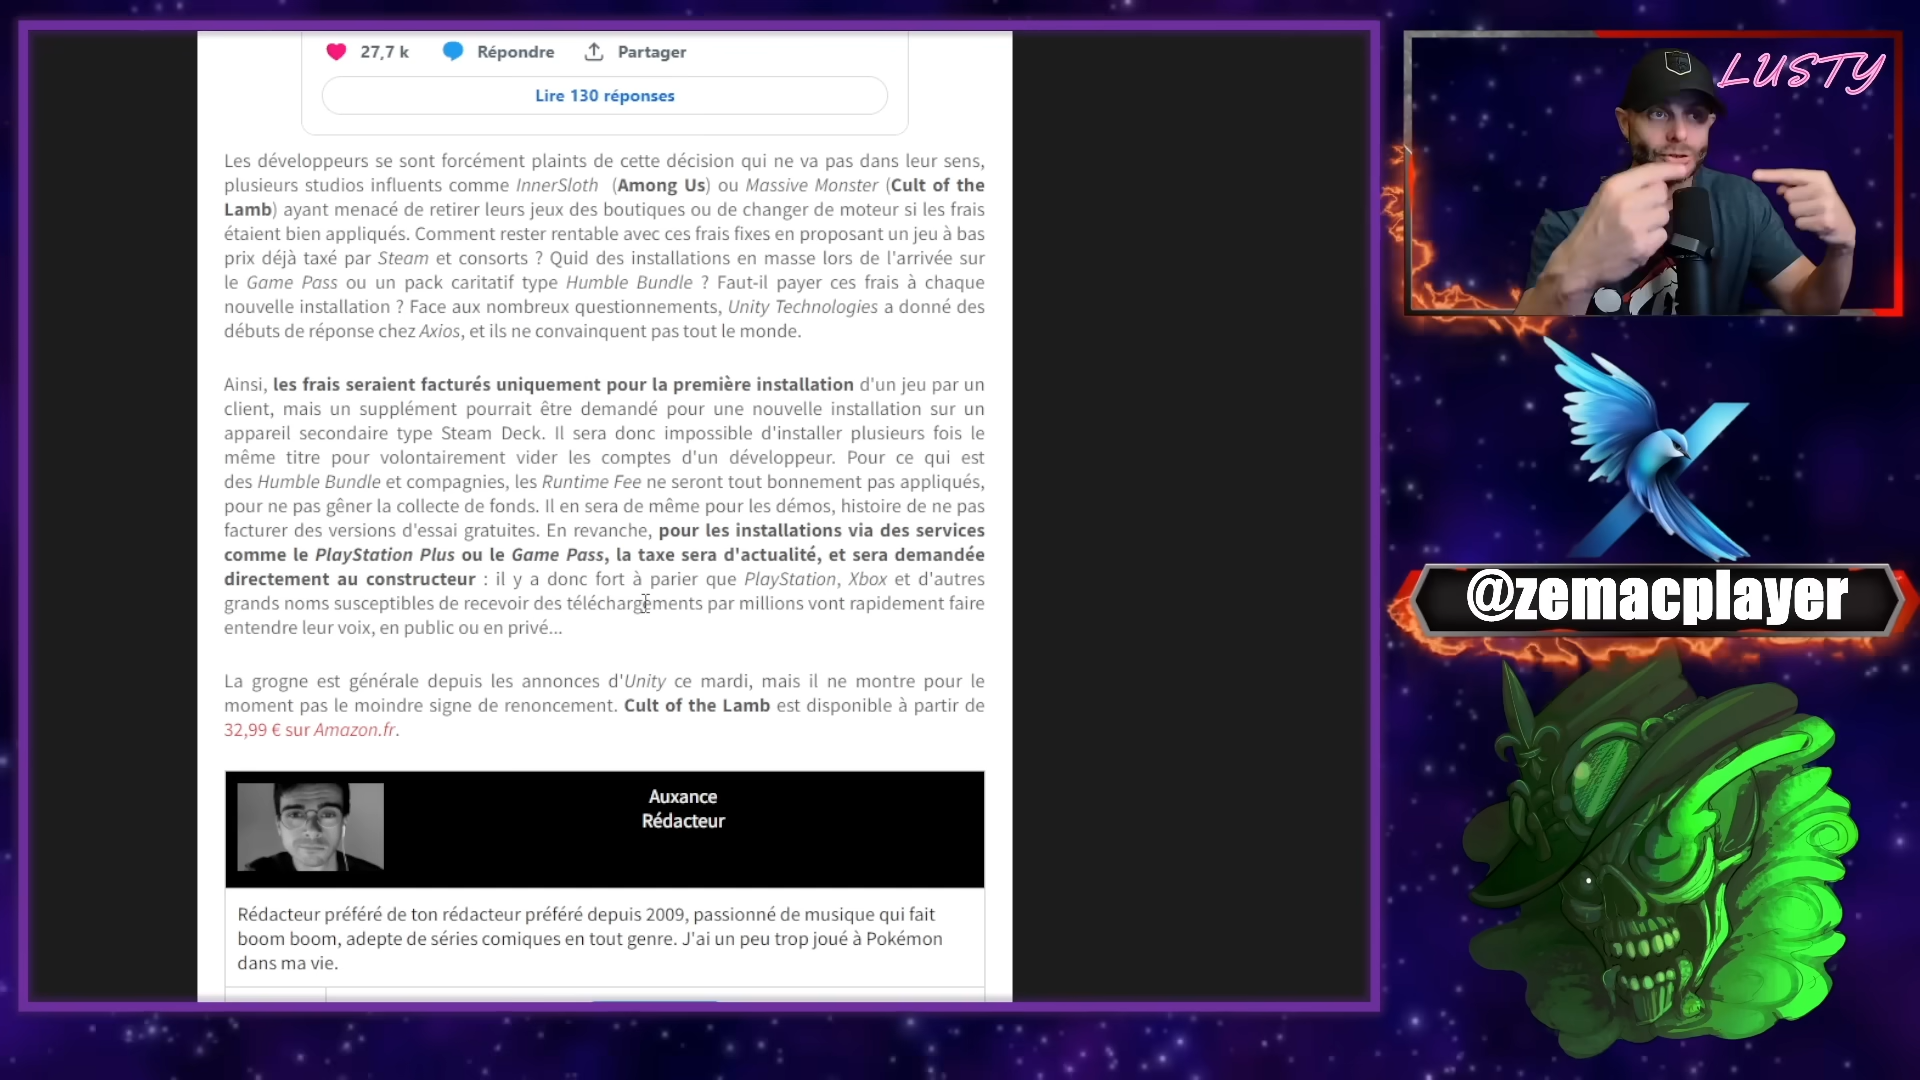 27,7 k Répondre Partager
Lire 130 réponses
Les développeurs se sont forcément plaints de cette décision qui ne va pas dans leur sens,
plusieurs studios influents comme InnerSloth (Among Us) ou Massive Monster (Cult of the
Lamb) ayant menacé de retirer leurs jeux des boutiques ou de changer de moteur si les frais
étaient bien appliqués. Comment rester rentable avec ces frais fixes en proposant un jeu à bas
prix déjà taxé par Steam et consorts ? Quid des installations en masse lors de l'arrivée sur
le Game Pass ou un pack caritatif type Humble Bundle ? Faut-il payer ces frais à chaque
nouvelle installation ? Face aux nombreux questionnements, Unity Technologies a donné des
débuts de réponse chez Axios, et ils ne convainquent pas tout le monde.
Ainsi, les frais seraient facturés uniquement pour la première installation d'un jeu par un
client, mais un supplément pourrait être demandé pour une nouvelle installation sur un
appareil secondaire type Steam Deck. Il sera donc impossible d'installer plusieurs fois le
même titre pour volontairement vider les comptes d'un développeur. Pour ce qui est
des Humble Bundle et compagnies, les Runtime Fee ne seront tout bonnement pas appliqués,
pour ne pas gêner la collecte de fonds. Il en sera de même pour les démos, histoire de ne pas
facturer des versions d'essai gratuites. En revanche, pour les installations via des services
comme le PlayStation Plus ou le Game Pass, la taxe sera d'actualité, et sera demandée
directement au constructeur : il y a donc fort à parier que PlayStation, Xbox et d'autres
grands noms susceptibles de recevoir des téléchargements par millions vont rapidement faire
entendre leur voix, en public ou en privé...
La grogne est générale depuis les annonces d'Unity ce mardi, mais il ne montre pour le
moment pas le moindre signe de renoncement. Cult of the Lamb est disponible à partir de
32,99 € sur Amazon.fr.
Auxance
Rédacteur
Rédacteur préféré de ton rédacteur préféré depuis 2009, passionné de musique qui fait
boom boom, adepte de séries comiques en tout genre. J'ai un peu trop joué à Pokémon
dans ma vie.
LUSTY
@zemacplayer